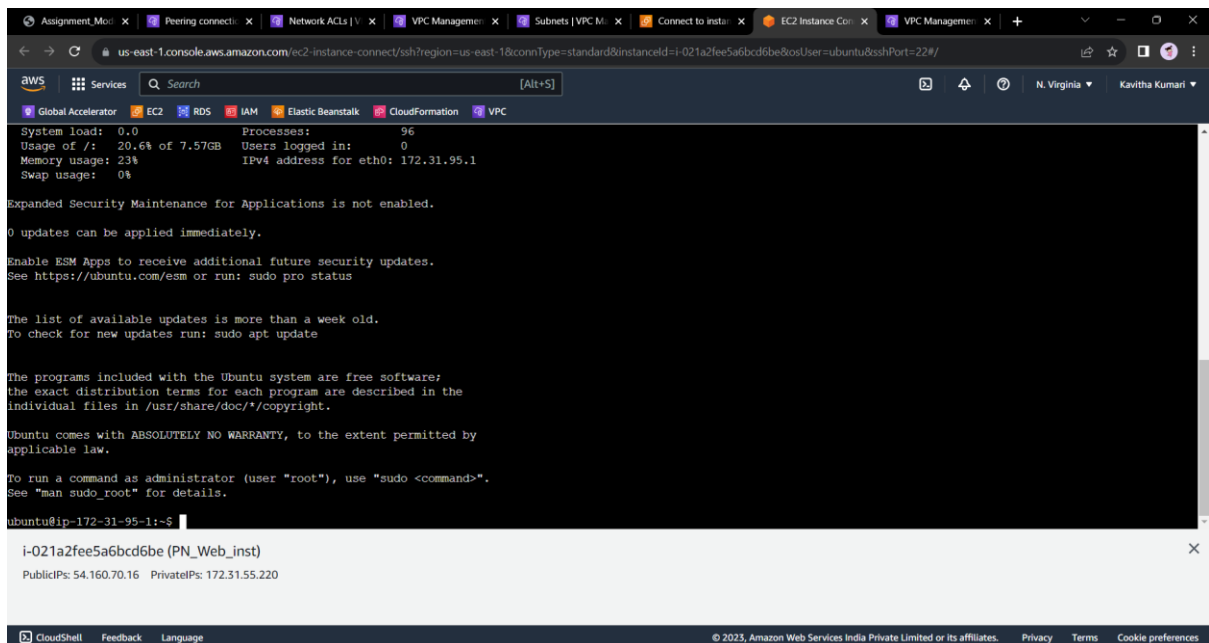 Assignment_Mod
Peering connectic
Network ACLs | V
VPC Managemen
Subnets | VPC Ma
Connect to instan
EC2 Instance Con
VPC Managemen
us-east-1.console.aws.amazon.com/ec2-instance-connect/ssh?region=us-east-1&connType=standard&instanceId=i-021a2fee5a6bcd6be&osUser=ubuntu&sshPort=22#/
aws Services Search [Alt+S] N. Virginia Kavitha Kumari
Global Accelerator EC2 RDS IAM Elastic Beanstalk CloudFormation VPC
System load: 0.0 Processes: 96
Usage of /: 20.6% of 7.57GB Users logged in: 0
Memory usage: 23% IPv4 address for eth0: 172.31.95.1
Swap usage: 0%
Expanded Security Maintenance for Applications is not enabled.
0 updates can be applied immediately.
Enable ESM Apps to receive additional future security updates.
See https://ubuntu.com/esm or run: sudo pro status
The list of available updates is more than a week old.
To check for new updates run: sudo apt update
The programs included with the Ubuntu system are free software;
the exact distribution terms for each program are described in the
individual files in /usr/share/doc/*/copyright.
Ubuntu comes with ABSOLUTELY NO WARRANTY, to the extent permitted by
applicable law.
To run a command as administrator (user "root"), use "sudo <command>".
See "man sudo_root" for details.
ubuntu@ip-172-31-95-1:~$
i-021a2fee5a6bcd6be (PN_Web_inst)
PublicIPs: 54.160.70.16 PrivateIPs: 172.31.55.220
CloudShell Feedback Language © 2023, Amazon Web Services India Private Limited or its affiliates. Privacy Terms Cookie preferences